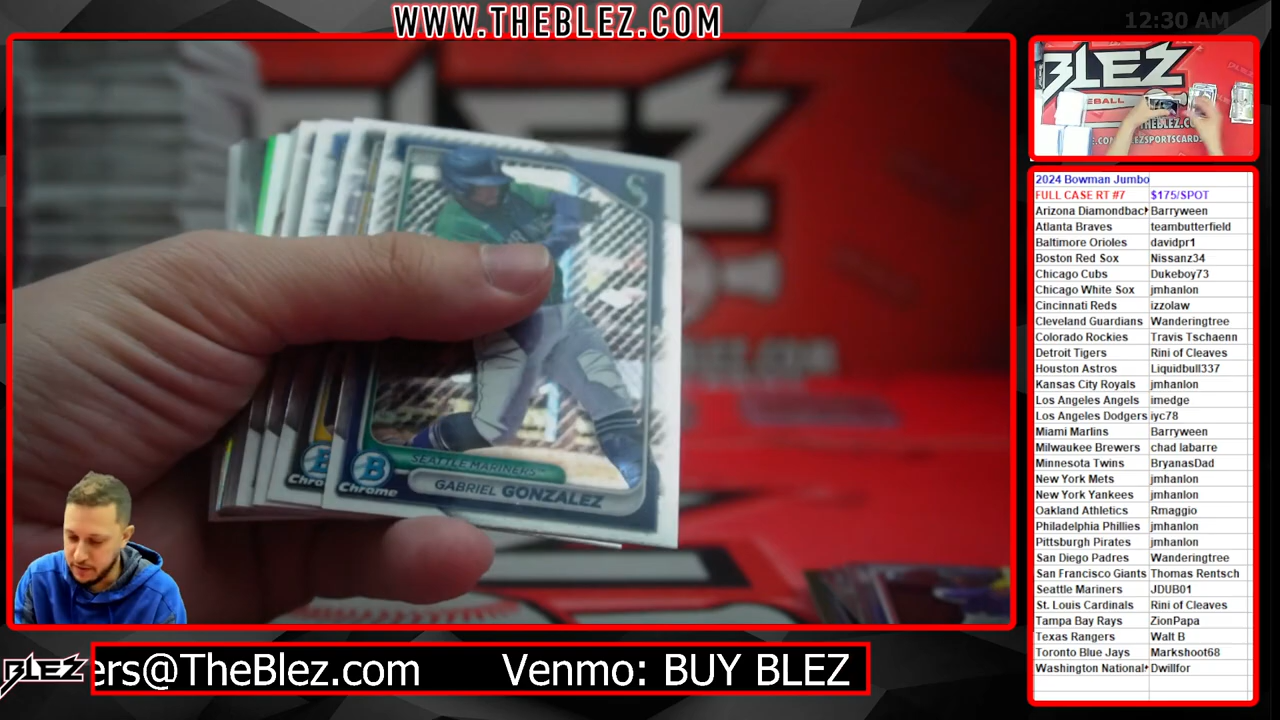 WWW.THEBLEZ.COM
12:30 AM
BLEZ
SEATTLE MARINERS
GABRIEL GONZALEZ
B
Chrome
B
Chro
2024 Bowman Jumbo
FULL CASE RT #7 $175/SPOT
Arizona Diamondback Barryween
Atlanta Braves teambutterfield
Baltimore Orioles davidpr1
Boston Red Sox Nissanz34
Chicago Cubs Dukeboy73
Chicago White Sox jmhanlon
Cincinnati Reds izzolaw
Cleveland Guardians Wanderingtree
Colorado Rockies Travis Tschaenn
Detroit Tigers Rini of Cleaves
Houston Astros Liquidbull337
Kansas City Royals jmhanlon
Los Angeles Angels imedge
Los Angeles Dodgers iyc78
Miami Marlins Barryween
Milwaukee Brewers chad labarre
Minnesota Twins BryanasDad
New York Mets jmhanlon
New York Yankees jmhanlon
Oakland Athletics Rmaggio
Philadelphia Phillies jmhanlon
Pittsburgh Pirates jmhanlon
San Diego Padres Wanderingtree
San Francisco Giants Thomas Rentsch
Seattle Mariners JDUB01
St. Louis Cardinals Rini of Cleaves
Tampa Bay Rays ZionPapa
Texas Rangers Walt B
Toronto Blue Jays Markshoot68
Washington National Dwillfor
BLEZ
ers@TheBlez.com Venmo: BUY BLEZ